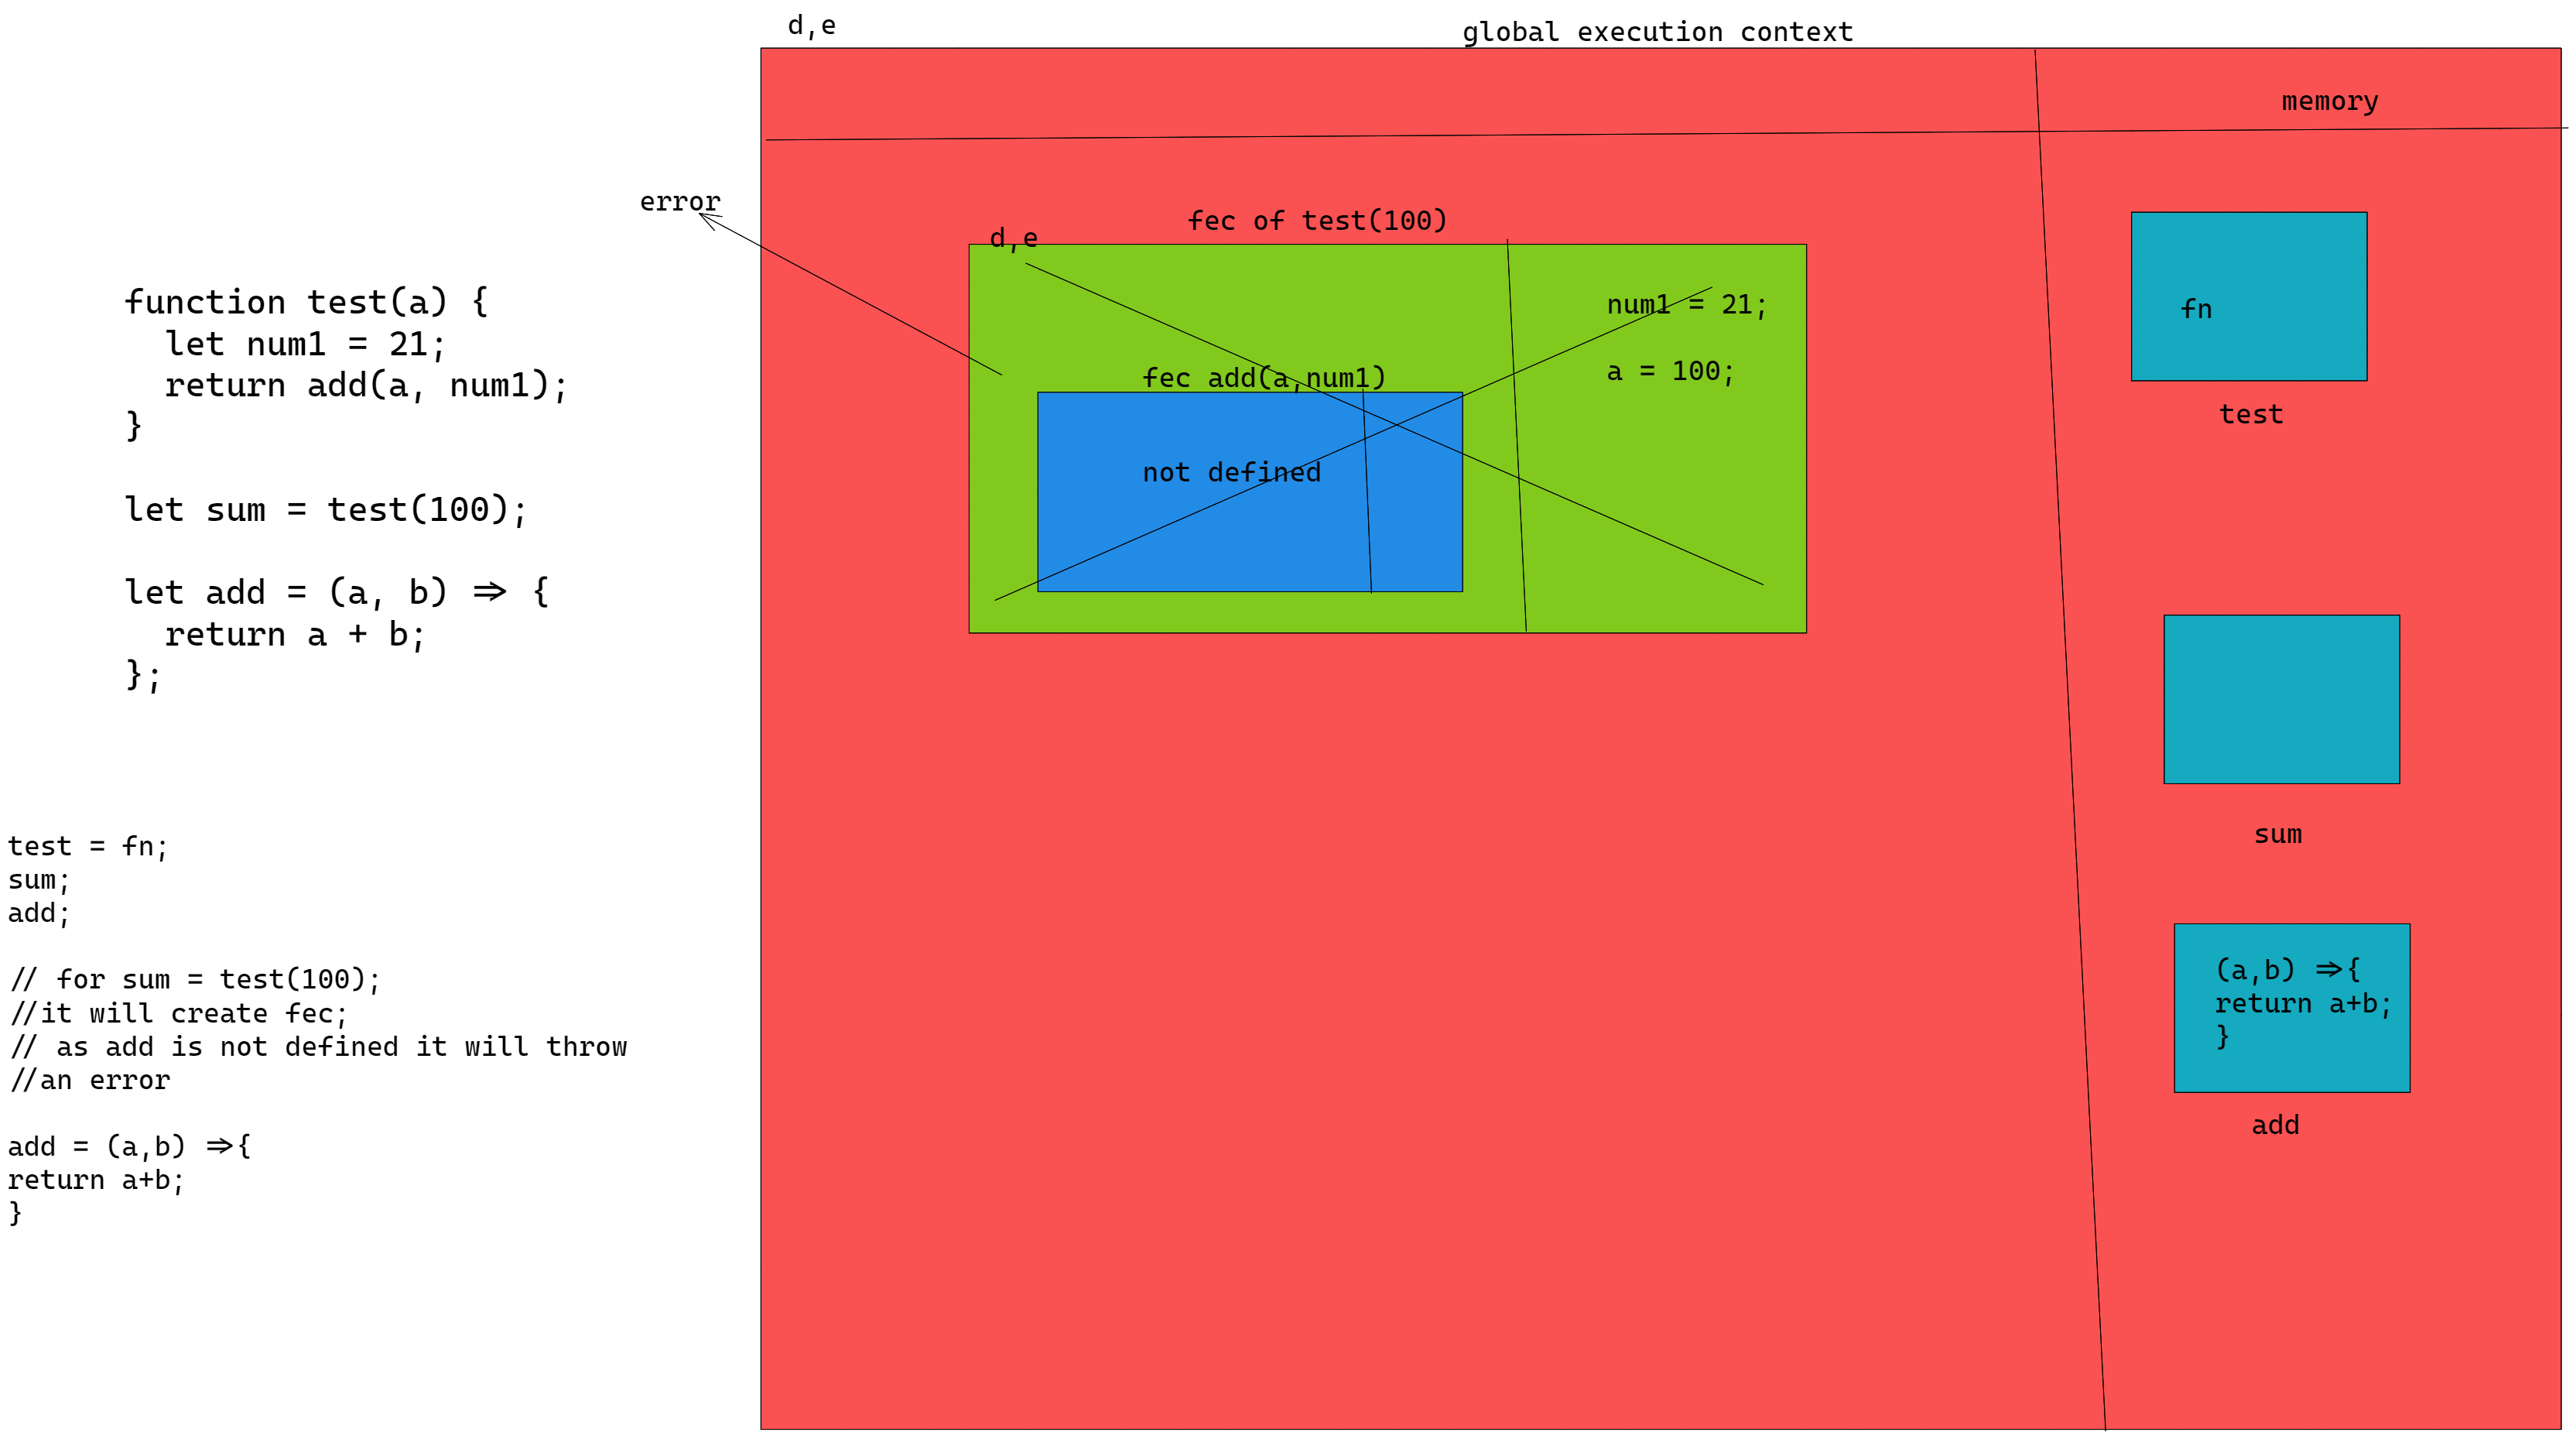 d,e
global execution context
memory
error
fec of test(100)
d,e
num1 = 21;
a = 100;
fec add(a,num1)
not defined
fn
test
sum
(a,b) =>{
return a+b;
}
add
function test(a) {
  let num1 = 21;
  return add(a, num1);
}
let sum = test(100);
let add = (a, b) => {
  return a + b;
};
test = fn;
sum;
add;
// for sum = test(100);
//it will create fec;
// as add is not defined it will throw
//an error
add = (a,b) =>{
return a+b;
}